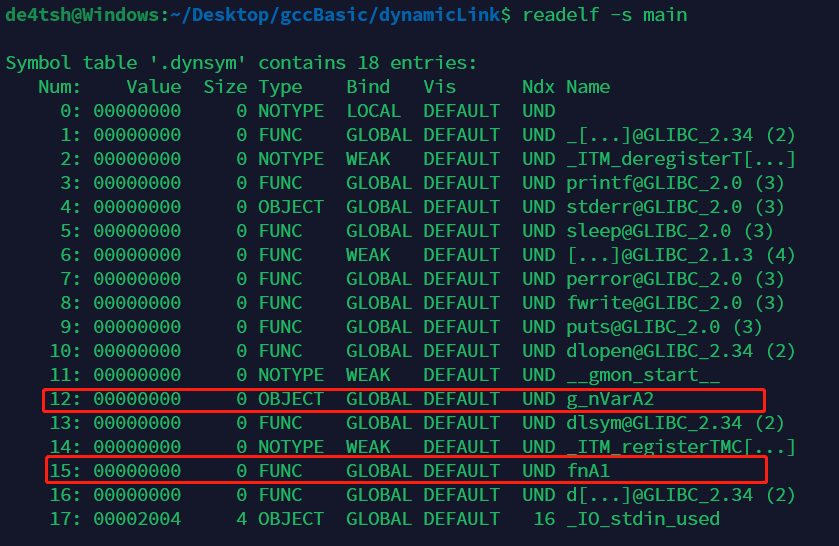 de4tsh@Windows:~/Desktop/gccBasic/dynamicLink$ readelf -s main
Symbol table '.dynsym' contains 18 entries:
Num: Value Size Type Bind Vis Ndx Name
0: 00000000 0 NOTYPE LOCAL DEFAULT UND
1: 00000000 0 FUNC GLOBAL DEFAULT UND _[...]@GLIBC_2.34 (2)
2: 00000000 0 NOTYPE WEAK DEFAULT UND _ITM_deregisterT[...]
3: 00000000 0 FUNC GLOBAL DEFAULT UND printf@GLIBC_2.0 (3)
4: 00000000 0 OBJECT GLOBAL DEFAULT UND stderr@GLIBC_2.0 (3)
5: 00000000 0 FUNC GLOBAL DEFAULT UND sleep@GLIBC_2.0 (3)
6: 00000000 0 FUNC WEAK DEFAULT UND [...]@GLIBC_2.1.3 (4)
7: 00000000 0 FUNC GLOBAL DEFAULT UND perror@GLIBC_2.0 (3)
8: 00000000 0 FUNC GLOBAL DEFAULT UND fwrite@GLIBC_2.0 (3)
9: 00000000 0 FUNC GLOBAL DEFAULT UND puts@GLIBC_2.0 (3)
10: 00000000 0 FUNC GLOBAL DEFAULT UND dlopen@GLIBC_2.34 (2)
11: 00000000 0 NOTYPE WEAK DEFAULT UND __gmon_start__
12: 00000000 0 OBJECT GLOBAL DEFAULT UND g_nVarA2
13: 00000000 0 FUNC GLOBAL DEFAULT UND dlsym@GLIBC_2.34 (2)
14: 00000000 0 NOTYPE WEAK DEFAULT UND _ITM_registerTMC[...]
15: 00000000 0 FUNC GLOBAL DEFAULT UND fnA1
16: 00000000 0 FUNC GLOBAL DEFAULT UND d[...]@GLIBC_2.34 (2)
17: 00002004 4 OBJECT GLOBAL DEFAULT 16 _IO_stdin_used